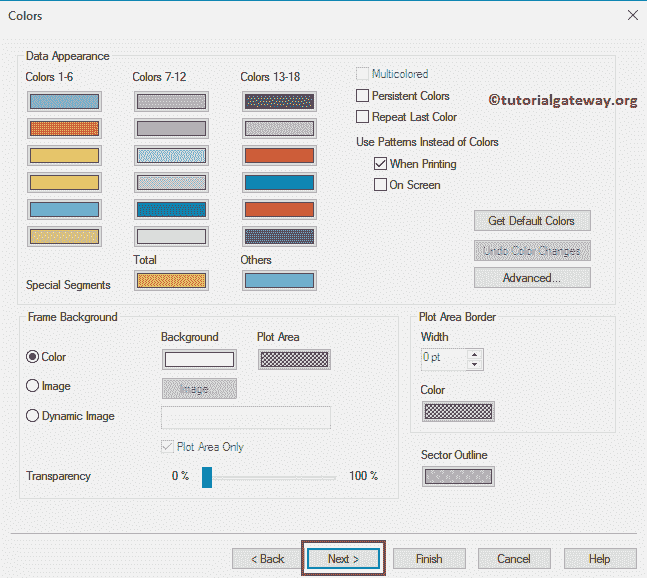 Colors
Data Appearance
Colors 1-6 Colors 7-12 Colors 13-18
Multicolored
Persistent Colors
©tutorialgateway.org
Repeat Last Color
Use Patterns Instead of Colors
When Printing
On Screen
Get Default Colors
Undo Color Changes
Total Others
Special Segments
Advanced...
Frame Background
Background Plot Area
Color
Image
Image...
Dynamic Image
Plot Area Only
Transparency 0 % 100 %
Plot Area Border
Width
0 pt
Color
Sector Outline
< Back Next > Finish Cancel Help